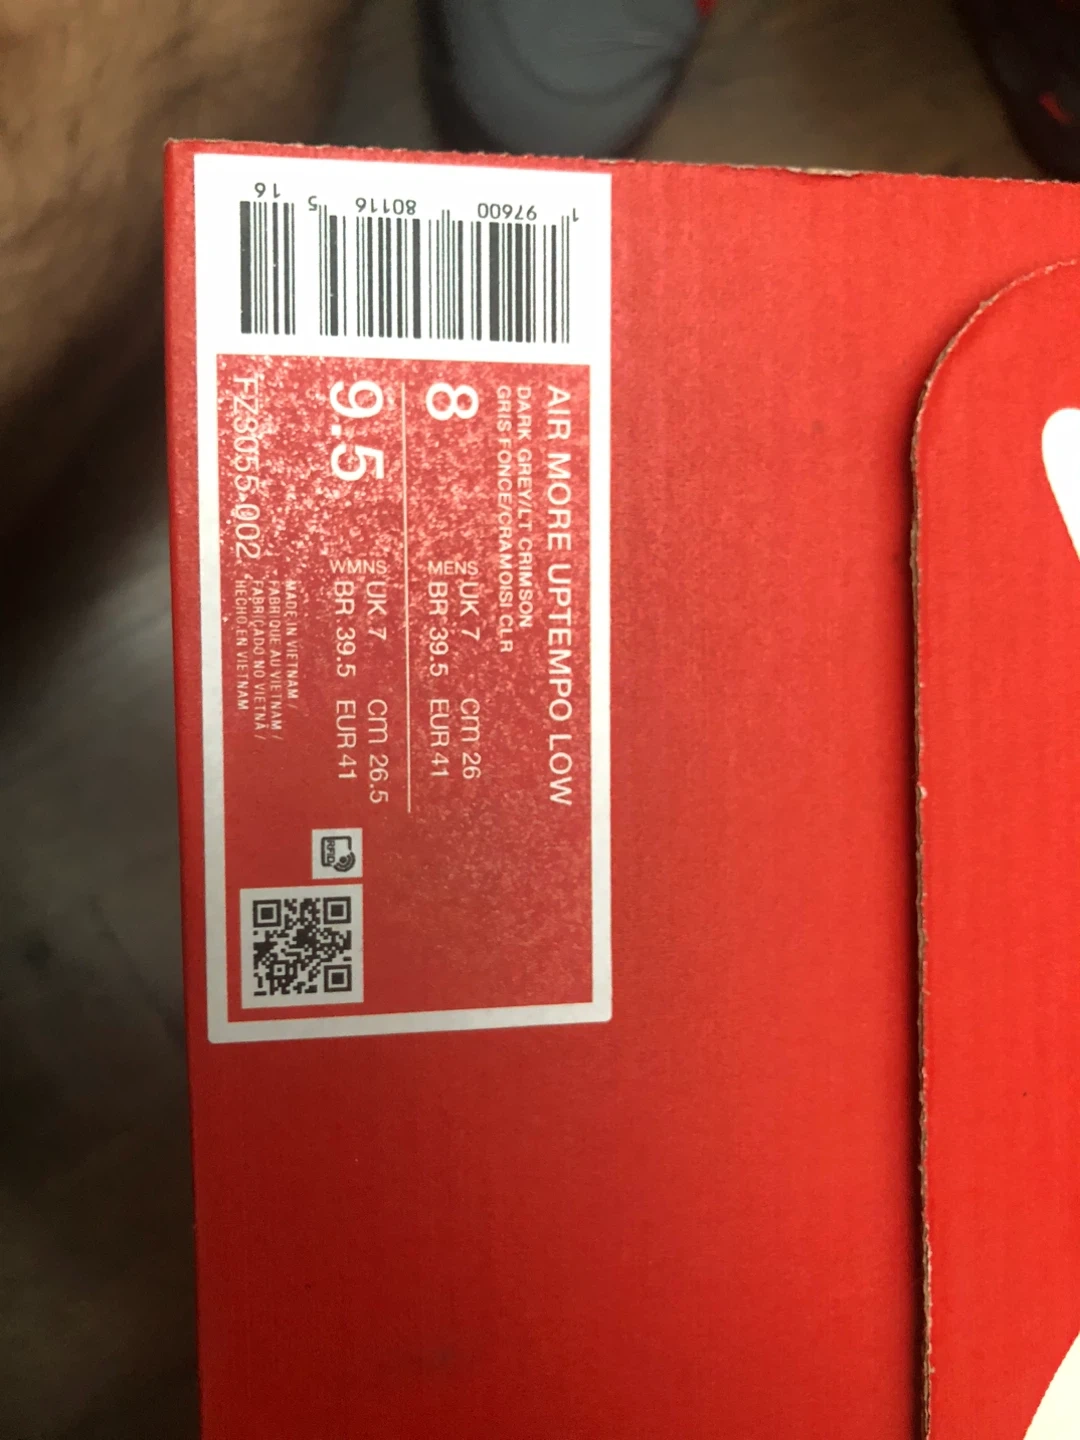 AIR MORE UPTEMPO LOW
DARK GREY/LT CRIMSON
GRIS FONCE/CRAMOISI CLR
8
MENS UK 7 cm 26
BR 39.5 EUR 41
9.5
WMNS UK 7 cm 26.5
BR 39.5 EUR 41
FZ3055-002
MADE IN VIETNAM /
FABRIQUE AU VIETNAM /
FABRICADO NO VIETNÃ /
HECHO EN VIETNAM
RFID
1 97600 80116 5 16